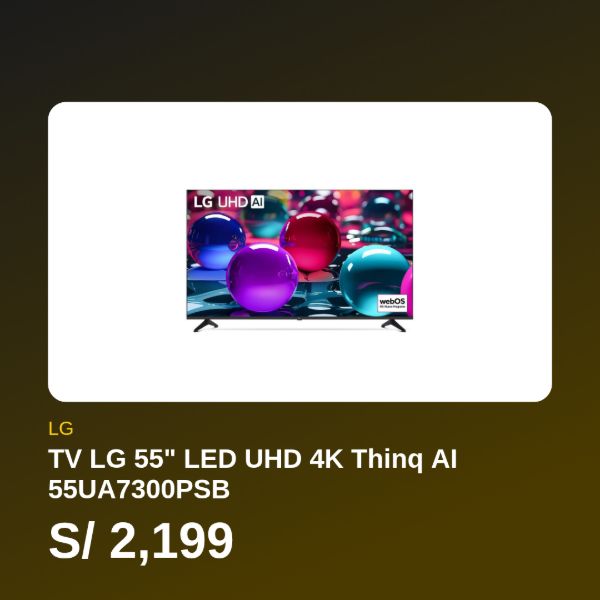 LG UHD AI
webOS
LG
TV LG 55" LED UHD 4K Thinq AI
55UA7300PSB
S/ 2,199